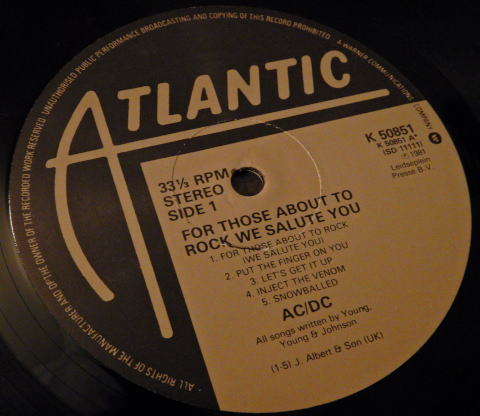 ALL RIGHTS OF THE MANUFACTURER AND OF THE OWNER OF THE RECORDED WORK RESERVED UNAUTHORISED PUBLIC PERFORMANCE BROADCASTING AND COPYING OF THIS RECORD PROHIBITED
A WARNER COMMUNICATIONS COMPANY
ATLANTIC
33⅓ RPM
STEREO
SIDE 1
K 50851
K 50851 A
(SD 11111)
℗ 1981
Leidseplein
Presse B.V.
FOR THOSE ABOUT TO
ROCK WE SALUTE YOU
1. FOR THOSE ABOUT TO ROCK
(WE SALUTE YOU)
2. PUT THE FINGER ON YOU
3. LET'S GET IT UP
4. INJECT THE VENOM
5. SNOWBALLED
AC/DC
All songs written by Young,
Young & Johnson
(1-5) J. Albert & Son (UK)